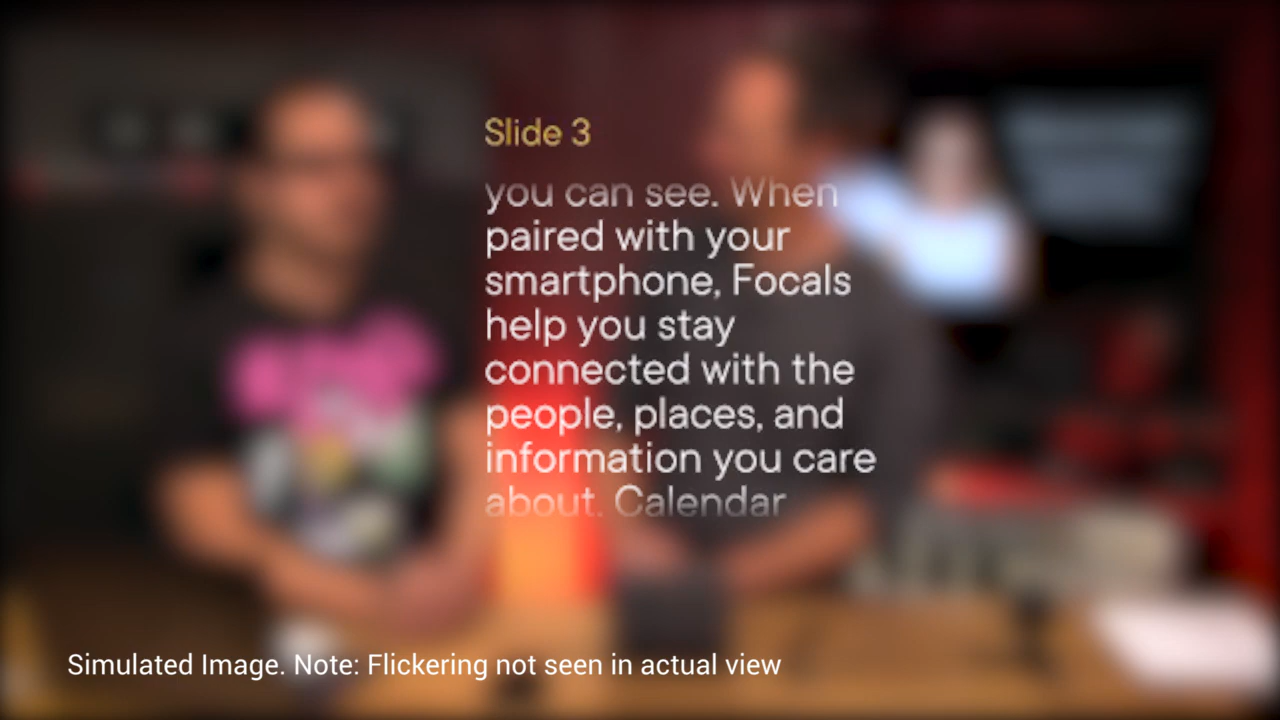 Slide 3
you can see. When
paired with your
smartphone, Focals
help you stay
connected with the
people, places, and
information you care
about. Calendar
Simulated Image. Note: Flickering not seen in actual view